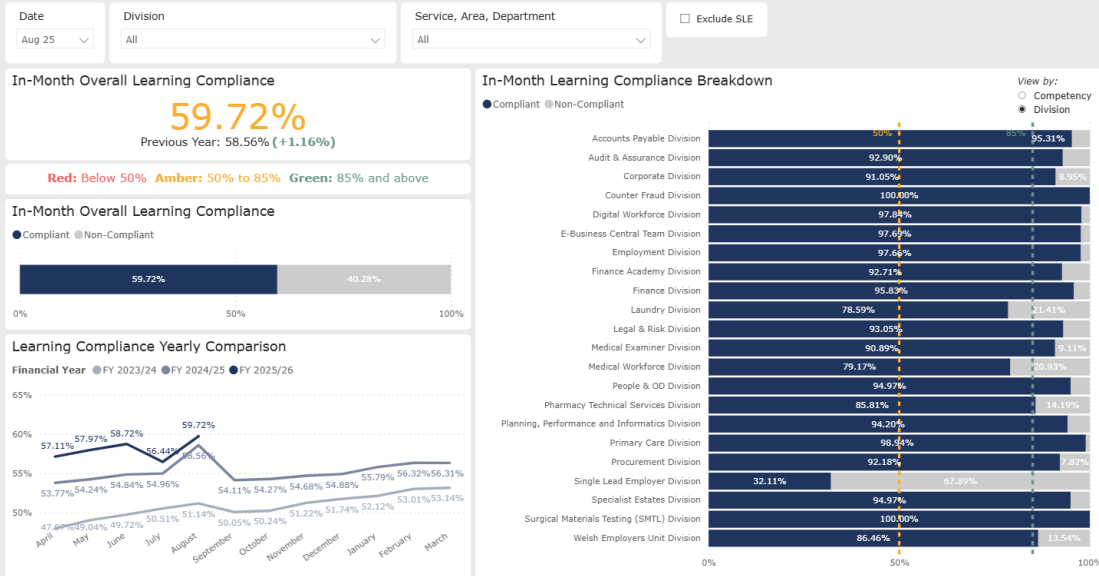 Date
Aug 25
Division
All
Service, Area, Department
All
Exclude SLE
In-Month Overall Learning Compliance
59.72%
Previous Year: 58.56% (+1.16%)
Red: Below 50% Amber: 50% to 85% Green: 85% and above
In-Month Overall Learning Compliance
Compliant Non-Compliant
59.72% 40.28%
0% 50% 100%
Learning Compliance Yearly Comparison
Financial Year FY 2023/24 FY 2024/25 FY 2025/26
65%
60%
55%
50%
57.11% 57.97% 58.72% 56.44% 59.72%
53.77% 54.24% 54.84% 54.96% 58.56% 54.11% 54.27% 54.68% 54.88% 55.79% 56.32% 56.31%
49.04% 49.72% 50.51% 51.14% 50.05% 50.24% 51.22% 51.74% 52.12% 53.01% 53.14%
April May June July August September October November December January February March
In-Month Learning Compliance Breakdown
Compliant Non-Compliant
View by:
Competency
Division
50% 85%
Accounts Payable Division 95.31%
Audit & Assurance Division 92.90%
Corporate Division 91.05% 8.95%
Counter Fraud Division 100.00%
Digital Workforce Division 97.84%
E-Business Central Team Division 97.69%
Employment Division 97.66%
Finance Academy Division 92.71%
Finance Division 95.83%
Laundry Division 78.59% 21.41%
Legal & Risk Division 93.05%
Medical Examiner Division 90.89% 9.11%
Medical Workforce Division 79.17% 20.83%
People & OD Division 94.97%
Pharmacy Technical Services Division 85.81% 14.19%
Planning, Performance and Informatics Division 94.20%
Primary Care Division 98.94%
Procurement Division 92.18% 7.82%
Single Lead Employer Division 32.11% 67.89%
Specialist Estates Division 94.97%
Surgical Materials Testing (SMTL) Division 100.00%
Welsh Employers Unit Division 86.46% 13.54%
0% 50% 100%